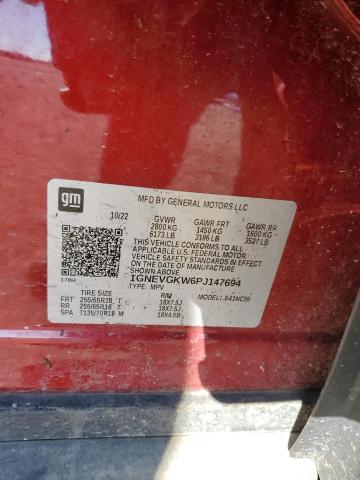 gm
MFD BY GENERAL MOTORS LLC
10/22 GVWR GAWR FRT GAWR RR
2800 KG 1450 KG 1600 KG
6173 LB 3196 LB 3527 LB
THIS VEHICLE CONFORMS TO ALL
APPLICABLE U.S. FEDERAL MOTOR
VEHICLE SAFETY STANDARDS IN EFFECT
ON THE DATE OF MANUFACTURE
SHOWN ABOVE.
170H
1GNEVGKW6PJ147694
TYPE: MPV
TIRE SIZE RIM MODEL:
FRT 255/65R18 T 18X7.5J
RR 255/65R18 T 18X7.5J
SPA T135/70R18 M 18X4.5B